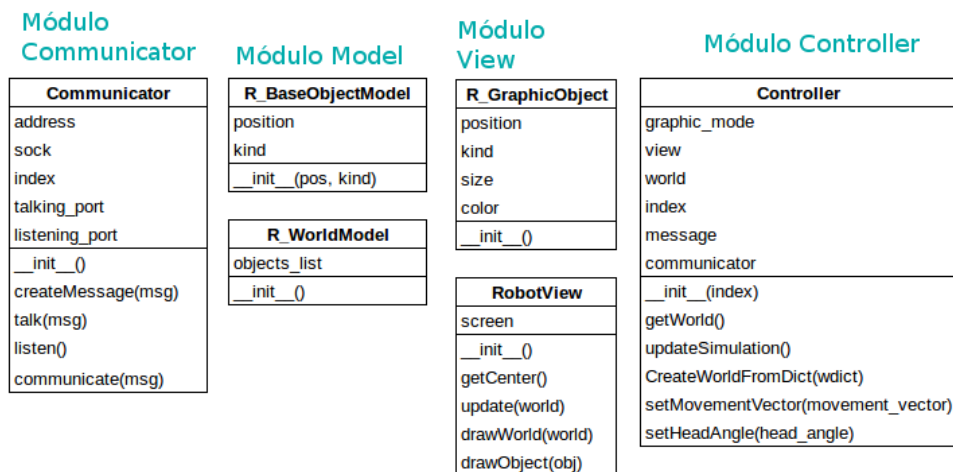 Módulo
Communicator
Communicator
address
sock
index
talking_port
listening_port
__init__()
createMessage(msg)
talk(msg)
listen()
communicate(msg)
Módulo Model
R_BaseObjectModel
position
kind
__init__(pos, kind)
R_WorldModel
objects_list
__init__()
Módulo
View
R_GraphicObject
position
kind
size
color
__init__()
RobotView
screen
__init__()
getCenter()
update(world)
drawWorld(world)
drawObject(obj)
Módulo Controller
Controller
graphic_mode
view
world
index
message
communicator
__init__(index)
getWorld()
updateSimulation()
CreateWorldFromDict(wdict)
setMovementVector(movement_vector)
setHeadAngle(head_angle)